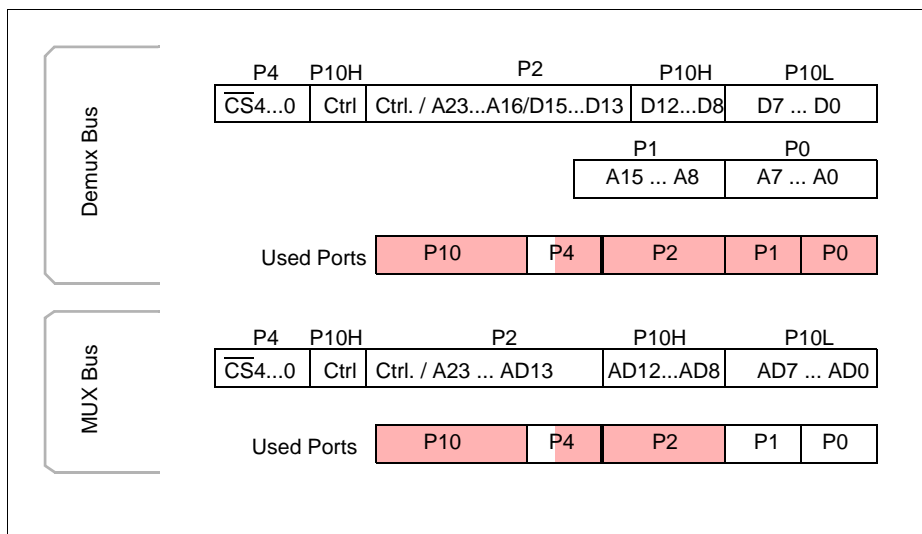 Demux Bus
P4 P10H P2 P10H P10L
CS4...0 Ctrl Ctrl. / A23...A16/D15...D13 D12...D8 D7 ... D0
P1 P0
A15 ... A8 A7 ... A0
Used Ports P10 P4 P2 P1 P0
MUX Bus
P4 P10H P2 P10H P10L
CS4...0 Ctrl Ctrl. / A23 ... AD13 AD12...AD8 AD7 ... AD0
Used Ports P10 P4 P2 P1 P0